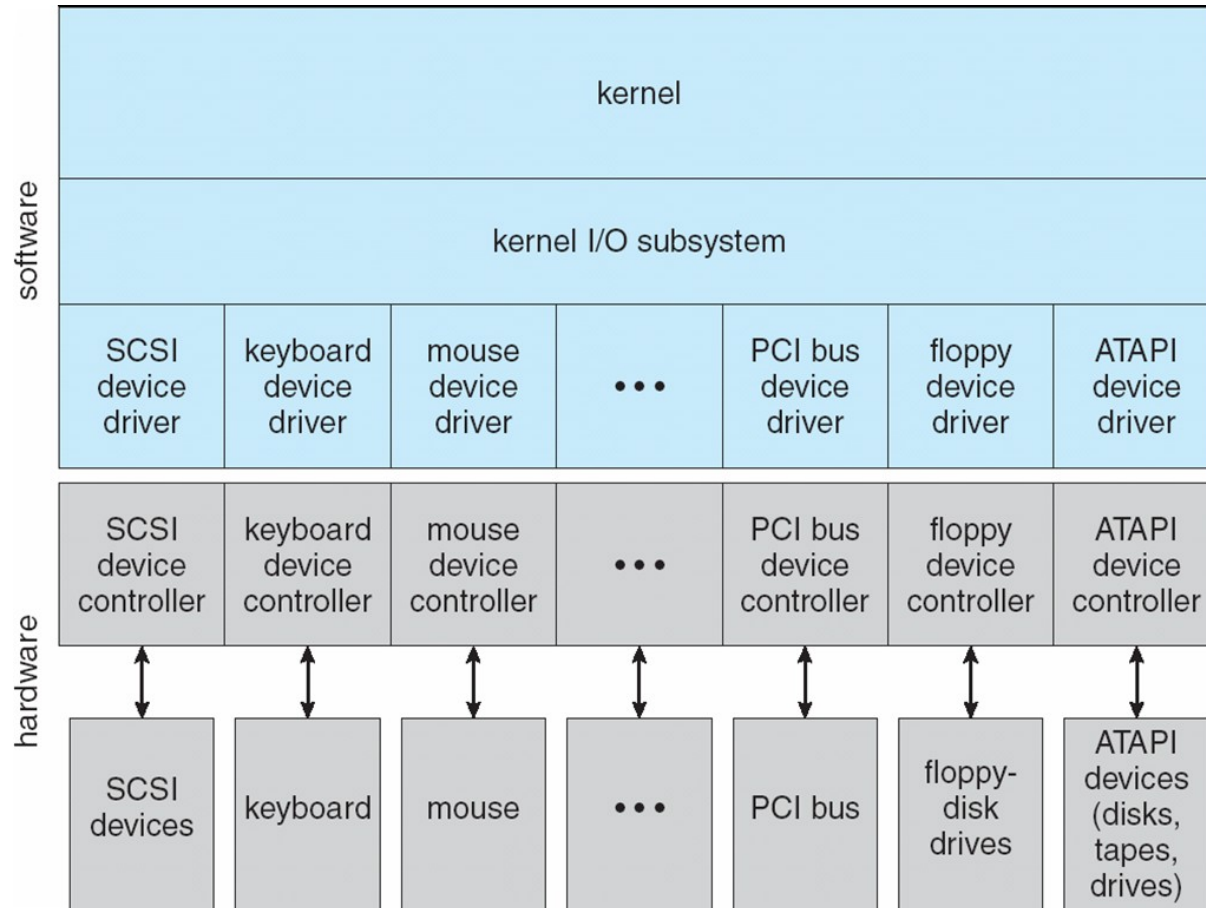 software
kernel
kernel I/O subsystem
SCSI
device
driver
keyboard
device
driver
mouse
device
driver
•••
PCI bus
device
driver
floppy
device
driver
ATAPI
device
driver
hardware
SCSI
device
controller
keyboard
device
controller
mouse
device
controller
•••
PCI bus
device
controller
floppy
device
controller
ATAPI
device
controller
SCSI
devices
keyboard
mouse
•••
PCI bus
floppy-
disk
drives
ATAPI
devices
(disks,
tapes,
drives)